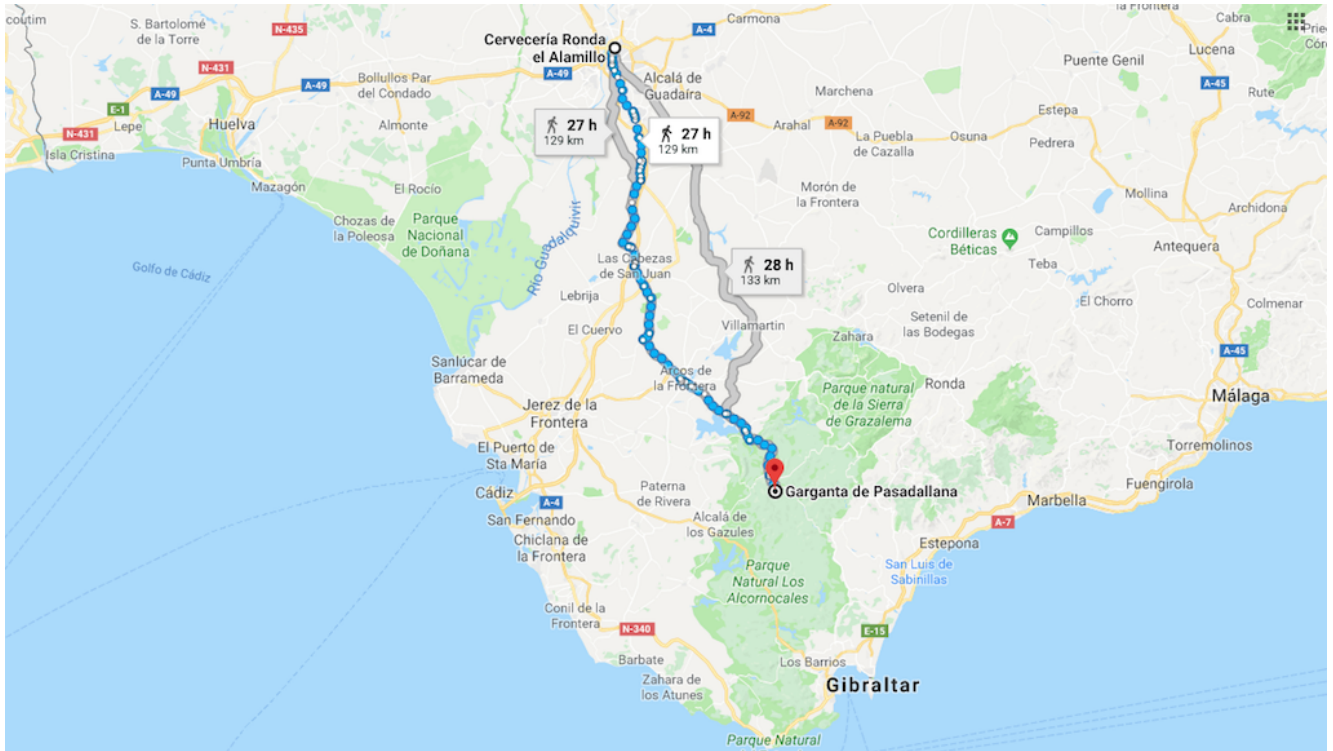 la Frontera
Cabra
coutim
S. Bartolomé
de la Torre
N-435
Cervecería Ronda
el Alamillo
Carmona
A-4
Lucena
Puente Genil
N-431
A-49
Bollullos Par
del Condado
A-49
Alcalá de
Guadaíra
Marchena
Estepa
A-45
Rute
E-1
A-49
Lepe
Huelva
Almonte
27 h
129 km
27 h
129 km
A-92
Arahal
A-92
La Puebla
de Cazalla
Osuna
Pedrera
N-431
Isla Cristina
Punta Umbría
Mazagón
El Rocío
Morón de
la Frontera
Mollina
Archidona
Chozas de
la Poleosa
Parque
Nacional
de Doñana
Río Guadalquivir
Cordilleras
Béticas
Campillos
Antequera
Golfo de Cádiz
Las Cabezas
de San Juan
28 h
133 km
Teba
Lebrija
Olvera
El Chorro
Colmenar
El Cuervo
Villamartin
Zahara
Setenil de
las Bodegas
Sanlúcar de
Barrameda
Arcos de
la Frontera
Parque natural
de la Sierra
de Grazalema
Ronda
A-45
Málaga
Jerez de la
Frontera
Torremolinos
El Puerto de
Sta María
Cádiz
A-4
Paterna
de Rivera
Garganta de Pasadallana
Fuengirola
Marbella
San Fernando
Chiclana de
la Frontera
Alcalá de
los Gazules
A-7
Estepona
San Luis de
Sabinillas
Parque
Natural Los
Alcornocales
Conil de la
Frontera
N-340
E-15
Barbate
Los Barrios
Zahara de
los Atunes
Gibraltar
Parque Natural